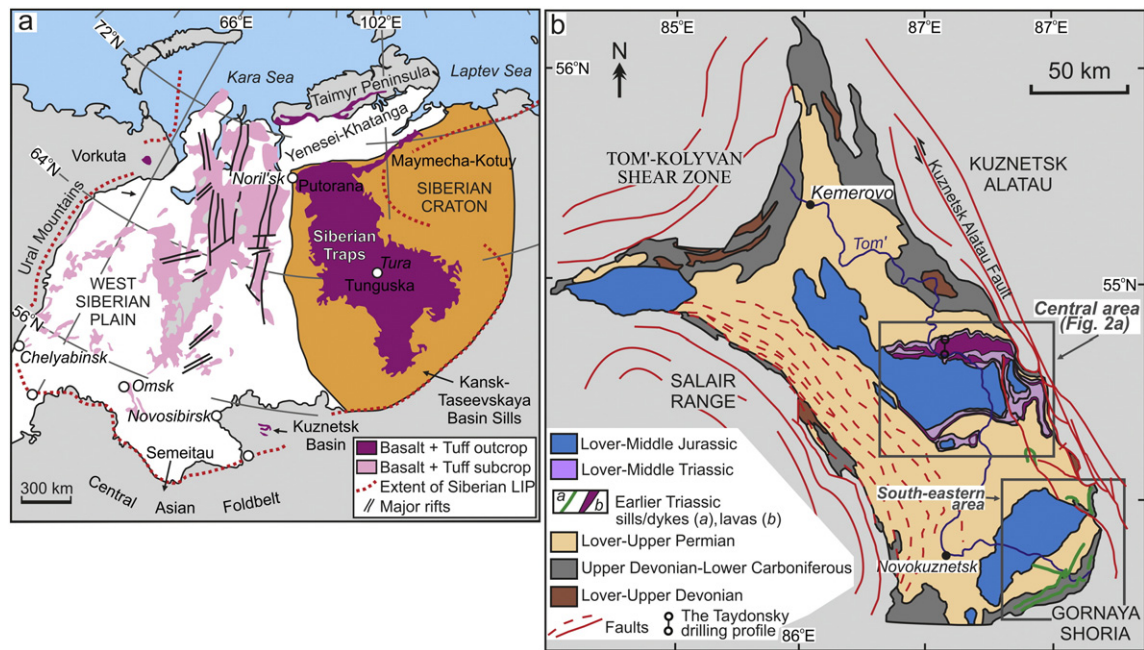 a
66°E
102°E
72°N
Kara Sea
Laptev Sea
Taimyr Peninsula
Yenesei-Khatanga
64°N
Vorkuta
Noril'sk
Putorana
Maymecha-Kotuy
SIBERIAN
CRATON
Ural Mountains
Siberian
Traps
Tura
Tunguska
WEST
SIBERIAN
PLAIN
56°N
Chelyabinsk
Omsk
Novosibirsk
Kansk-
Taseevskaya
Basin Sills
Kuznetsk
Basin
Semeitau
Central
Asian
Foldbelt
300 km
Basalt + Tuff outcrop
Basalt + Tuff subcrop
Extent of Siberian LIP
Major rifts
b
85°E
87°E
87°E
56°N
N
50 km
TOM'-KOLYVAN
SHEAR ZONE
KUZNETSK
ALATAU
Kemerovo
Kuznetsk Alatau Fault
Tom'
55°N
Central area
(Fig. 2a)
SALAIR
RANGE
South-eastern
area
Novokuznetsk
GORNAYA
SHORIA
86°E
Lover-Middle Jurassic
Lover-Middle Triassic
a b Earlier Triassic
sills/dykes (a), lavas (b)
Lover-Upper Permian
Upper Devonian-Lower Carboniferous
Lover-Upper Devonian
Faults
The Taydonsky
drilling profile